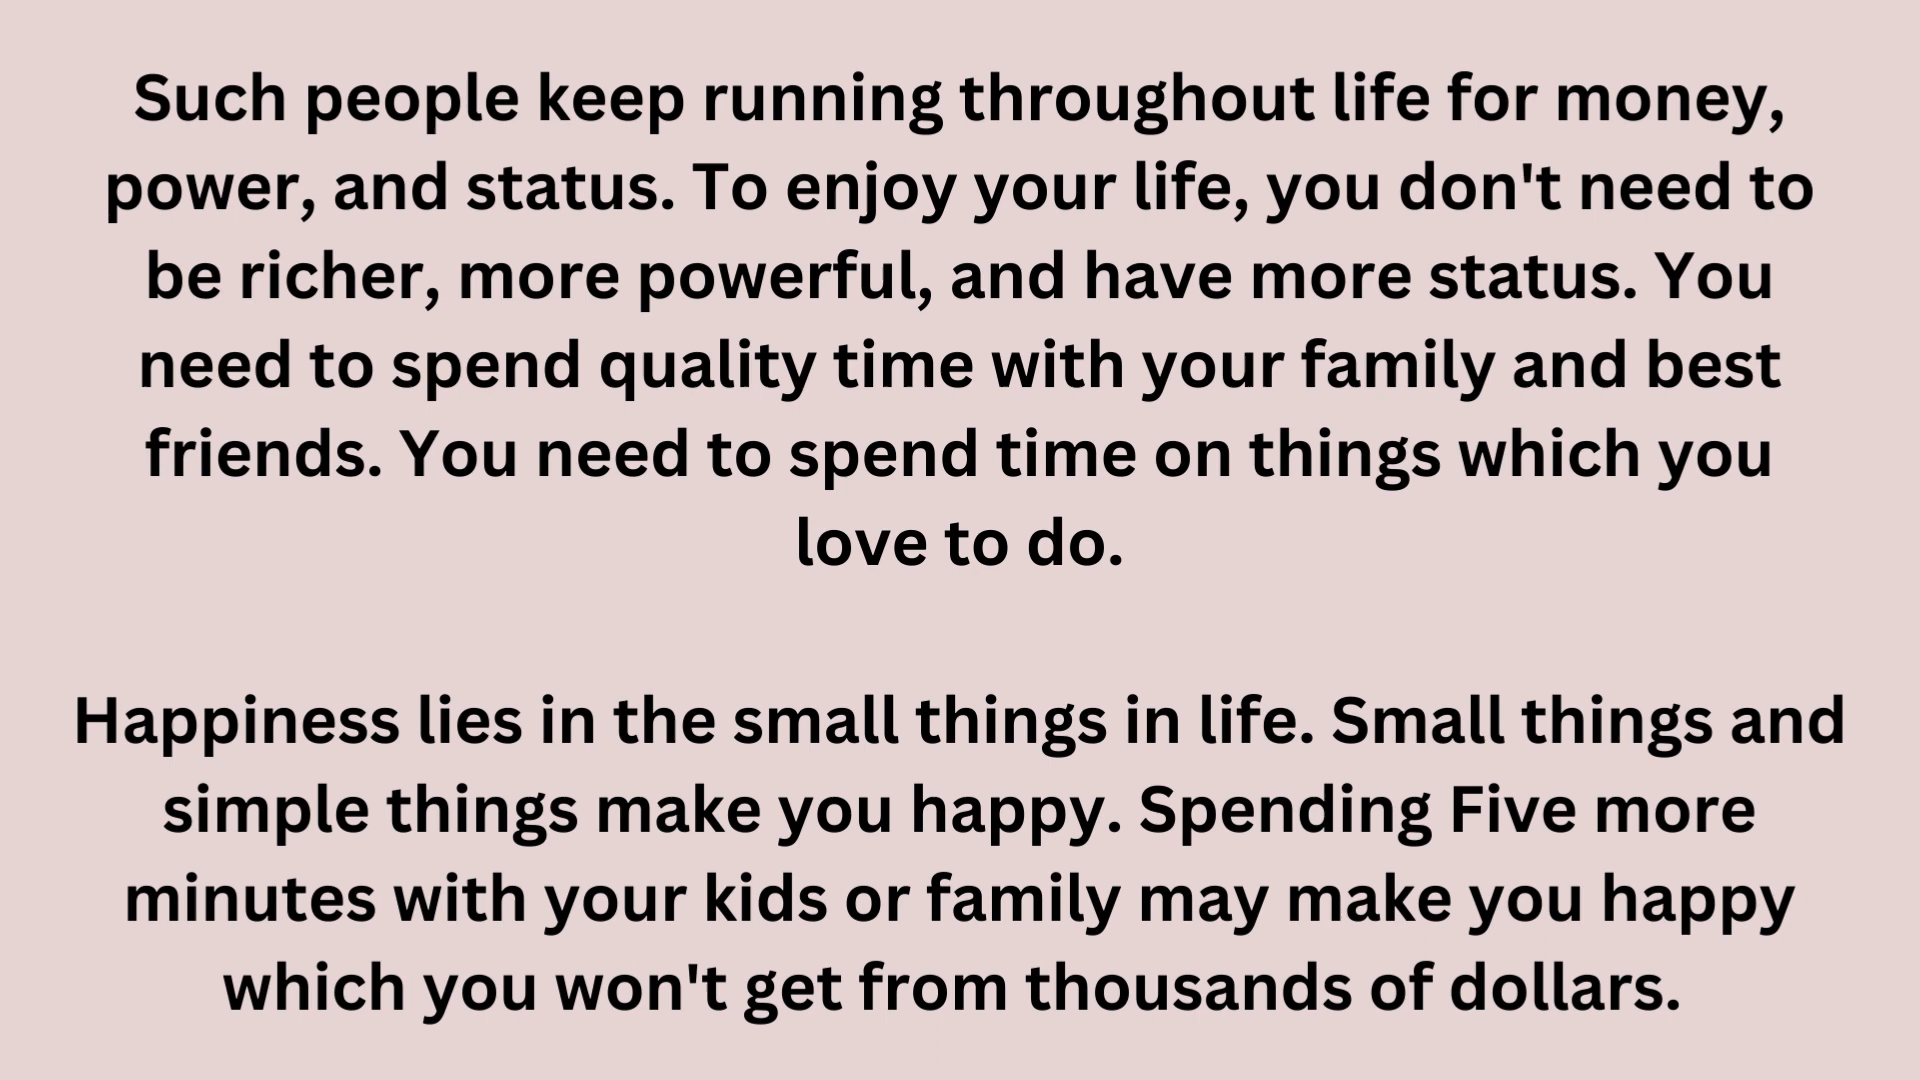 Such people keep running throughout life for money,
power, and status. To enjoy your life, you don't need to
be richer, more powerful, and have more status. You
need to spend quality time with your family and best
friends. You need to spend time on things which you
love to do.
Happiness lies in the small things in life. Small things and
simple things make you happy. Spending Five more
minutes with your kids or family may make you happy
which you won't get from thousands of dollars.